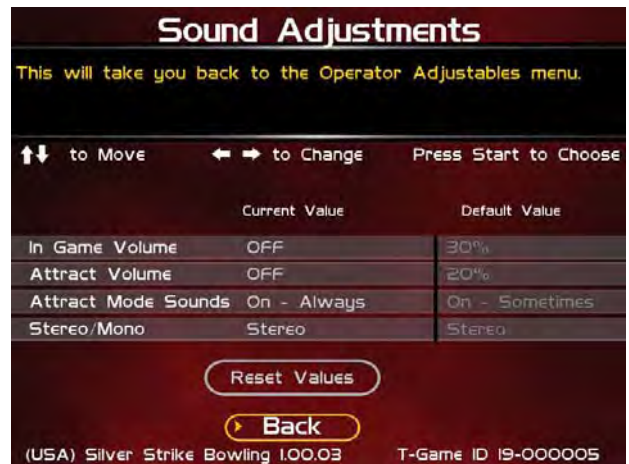 Sound Adjustments
This will take you back to the Operator Adjustables menu.
to Move to Change Press Start to Choose
Current Value Default Value
In Game Volume OFF 30%
Attract Volume OFF 20%
Attract Mode Sounds On - Always On - Sometimes
Stereo/Mono Stereo Stereo
Reset Values
Back
(USA) Silver Strike Bowling 1.00.03 T-Game ID 19-000005